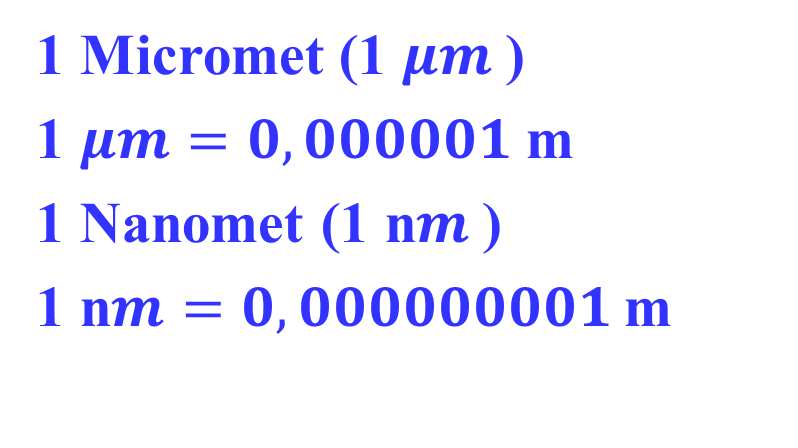 1 Micromet (1 μm )
1 μm = 0,000001 m
1 Nanomet (1 nm )
1 nm = 0,000000001 m